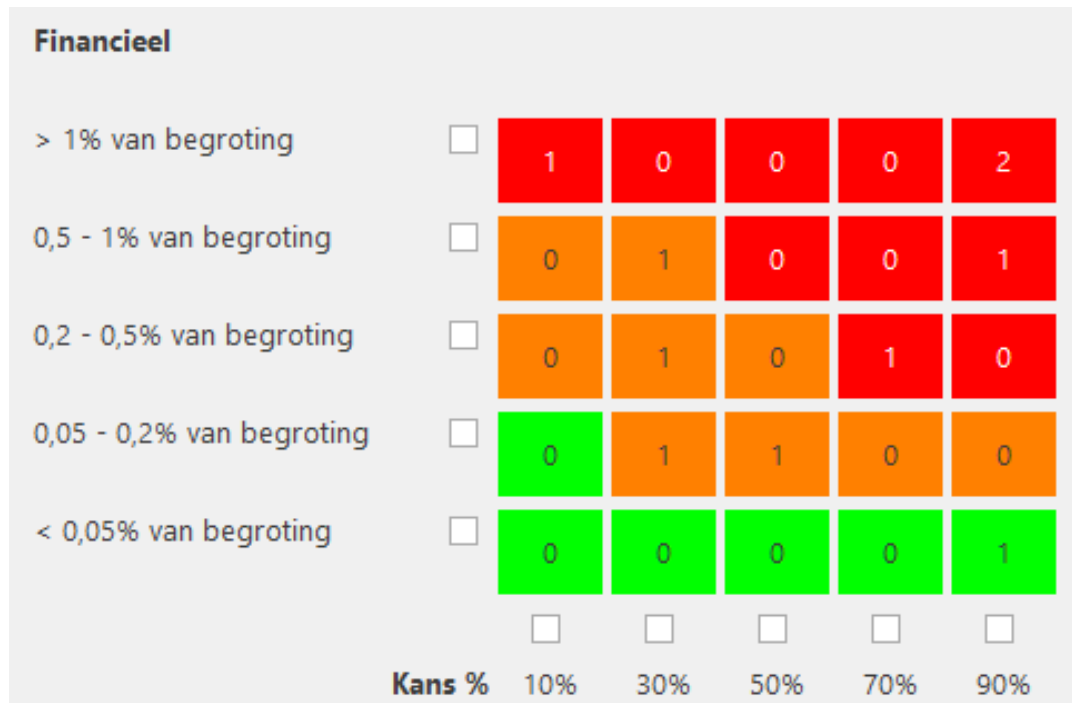 Financieel
> 1% van begroting 1 0 0 0 2
0,5 - 1% van begroting 0 1 0 0 1
0,2 - 0,5% van begroting 0 1 0 1 0
0,05 - 0,2% van begroting 0 1 1 0 0
< 0,05% van begroting 0 0 0 0 1
Kans % 10% 30% 50% 70% 90%